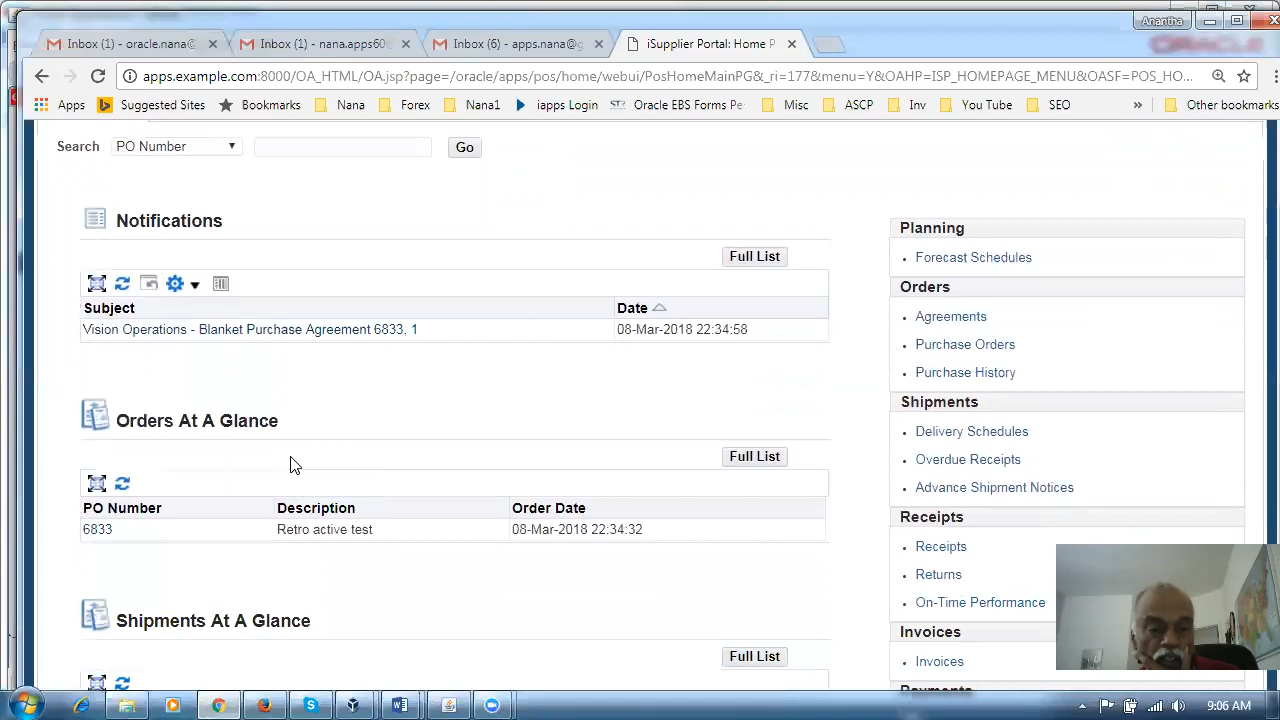 Anantha
Inbox (1) - oracle.nana@
Inbox (1) - nana.apps60
Inbox (6) - apps.nana@g
iSupplier Portal: Home P
apps.example.com:8000/OA_HTML/OA.jsp?page=/oracle/apps/pos/home/webui/PosHomeMain _ri=177&menu=Y&OAHP=ISP_HOMEPAGE_MENU&OASF=POS_HO...
Apps
Suggested Sites
Bookmarks
Nana
Forex
Nana1
iapps Login
Oracle EBS Forms Pe
Misc
ASCP
Inv
You Tube
SEO
»
Other bookmarks
Search
PO Number
Go
Notifications
Full List
Subject
Date
Vision Operations - Blanket Purchase Agreement 6833, 1
08-Mar-2018 22:34:58
Orders At A Glance
Full List
PO Number
Description
Order Date
6833
Retro active test
08-Mar-2018 22:34:32
Shipments At A Glance
Full List
Planning
Forecast Schedules
Orders
Agreements
Purchase Orders
Purchase History
Shipments
Delivery Schedules
Overdue Receipts
Advance Shipment Notices
Receipts
Receipts
Returns
On-Time Performance
Invoices
Invoices
9:06 AM